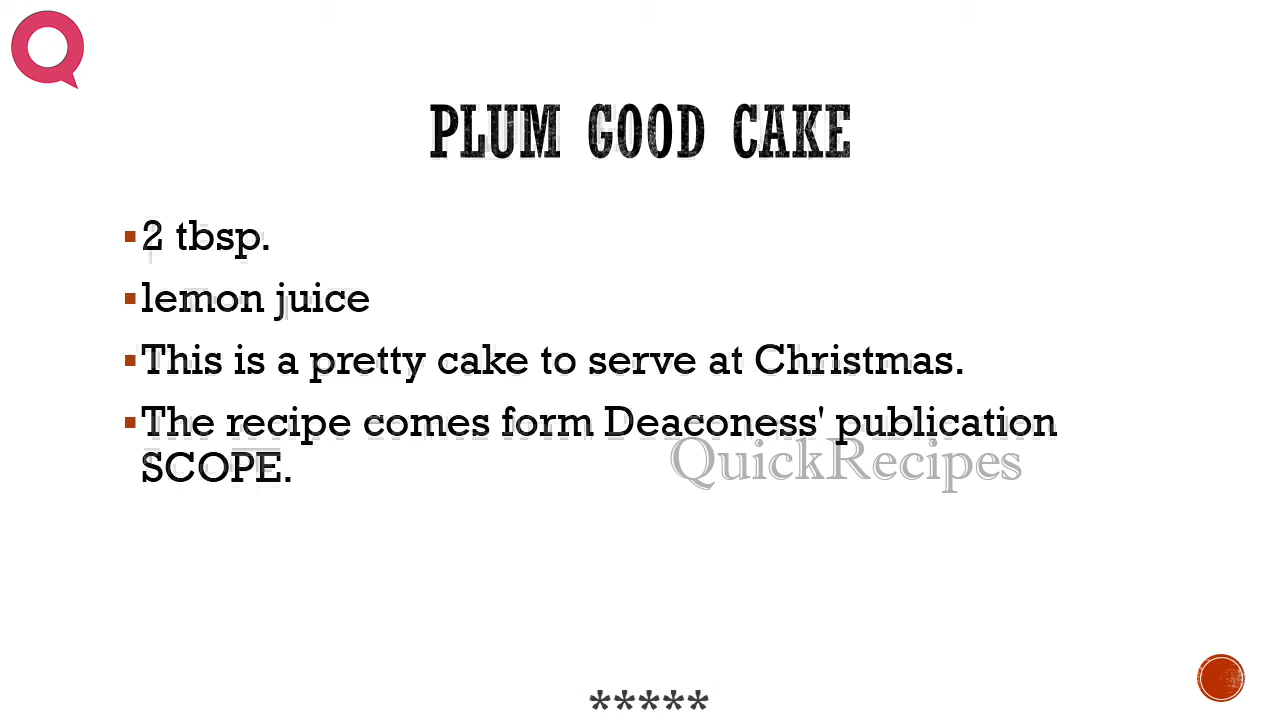 PLUM GOOD CAKE
2 tbsp.
lemon juice
This is a pretty cake to serve at Christmas.
The recipe comes form Deaconess' publication
SCOPE.
QuickRecipes
*****